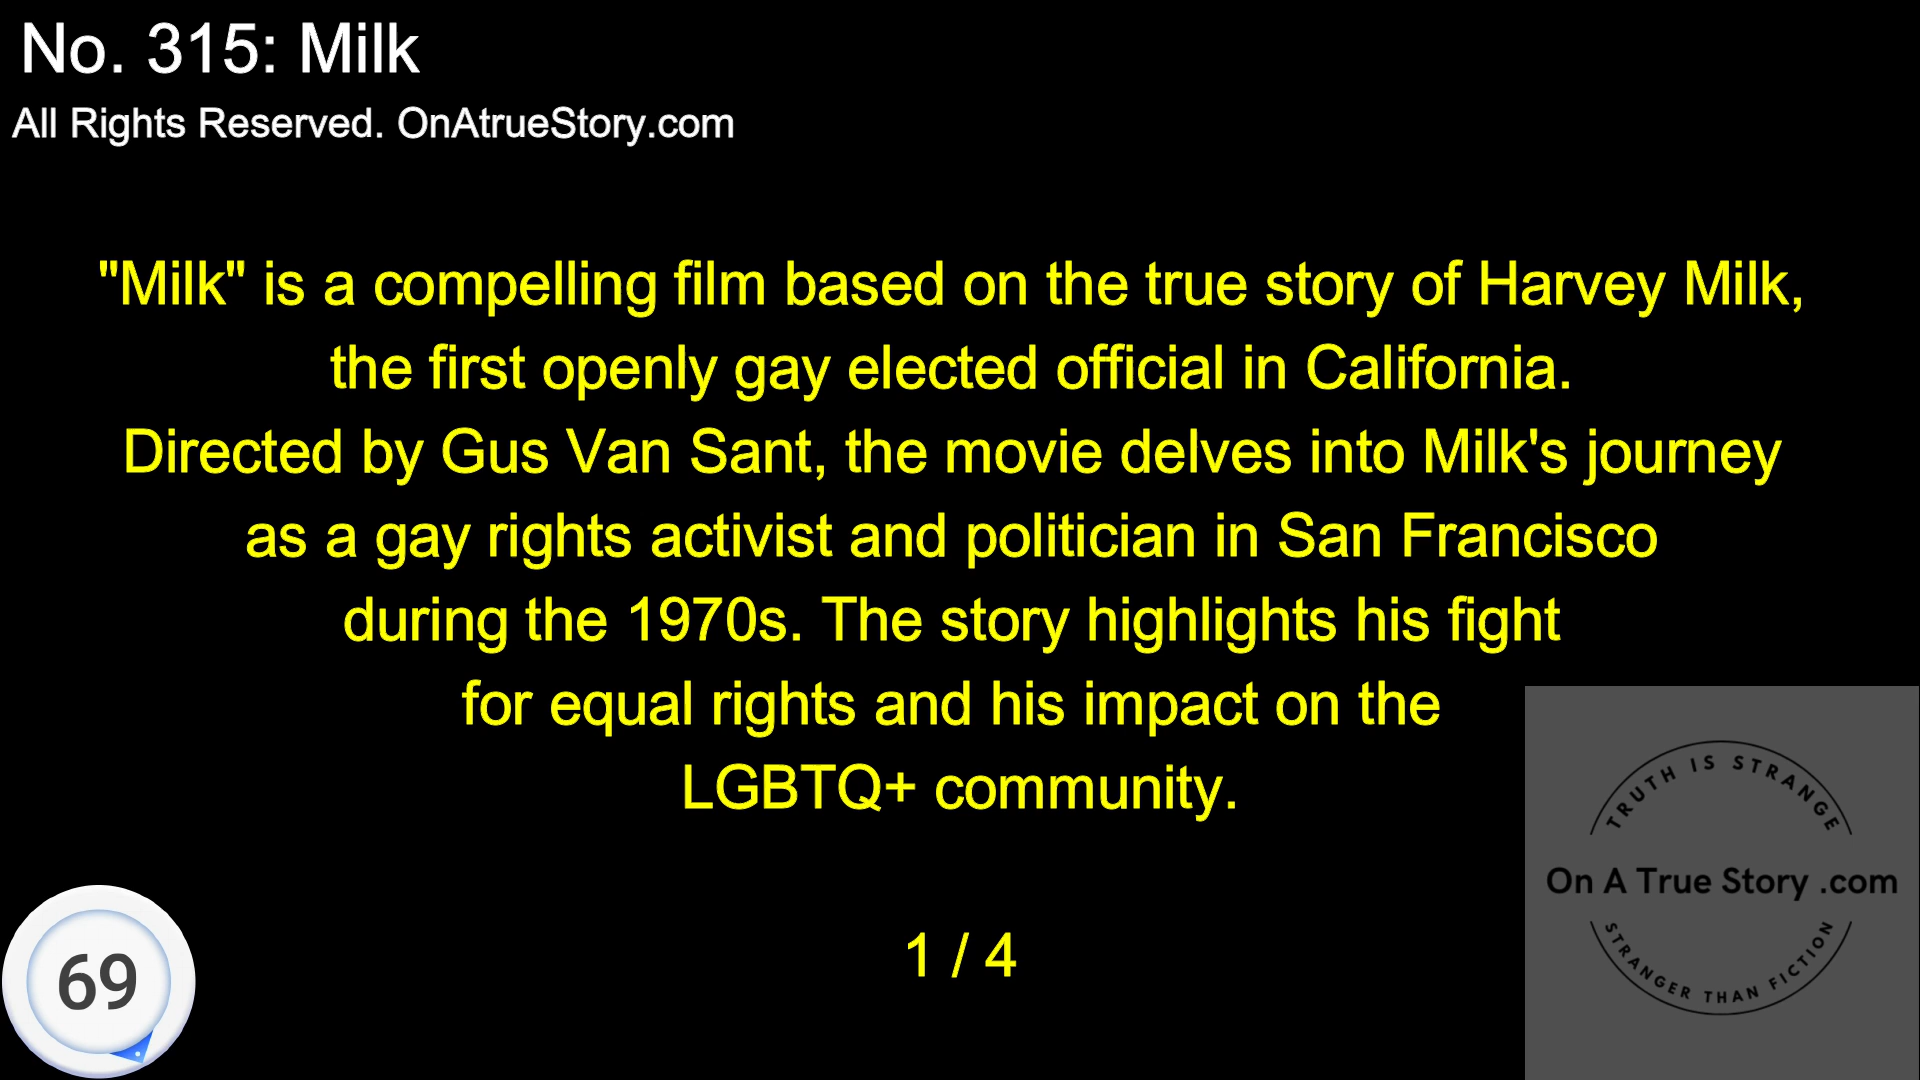 No. 315: Milk
All Rights Reserved. OnAtrueStory.com
"Milk" is a compelling film based on the true story of Harvey Milk,
the first openly gay elected official in California.
Directed by Gus Van Sant, the movie delves into Milk's journey
as a gay rights activist and politician in San Francisco
during the 1970s. The story highlights his fight
for equal rights and his impact on the
LGBTQ+ community.
TRUTH IS STRANGE
On A True Story .com
STRANGER THAN FICTION
69
1 / 4